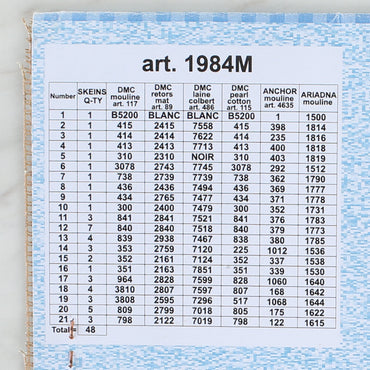 art. 1984M
Number SKEINS Q-TY DMC mouline art. 117 DMC retors mat art. 89 DMC laine colbert art. 486 DMC pearl cotton art. 115 ANCHOR mouline art. 4635 ARIADNA mouline
1 1 B5200 BLANC BLANC B5200 1 1500
2 1 415 2415 7558 415 398 1814
3 1 414 2414 7622 414 235 1816
4 1 413 2413 7713 413 400 1818
5 1 310 2310 NOIR 310 403 1819
6 1 3078 2743 7745 3078 292 1512
7 1 738 2739 7739 738 362 1790
8 1 436 2436 7494 436 369 1777
9 1 434 2765 7477 434 371 1778
10 1 300 2400 7479 300 352 1731
11 3 841 2841 7521 841 376 1783
12 7 840 2840 7518 840 379 1773
13 4 839 2938 7467 838 380 1785
14 3 353 2759 7120 225 1012 1536
15 2 352 2161 7124 352 337 1538
16 1 351 2163 7851 351 339 1530
17 3 964 2828 7599 828 1060 1640
18 4 3810 2807 7597 807 168 1642
19 3 3808 2595 7296 517 1068 1644
20 5 809 2799 7018 809 175 1622
21 3 798 2122 7019 798 122 1615
Total= 48